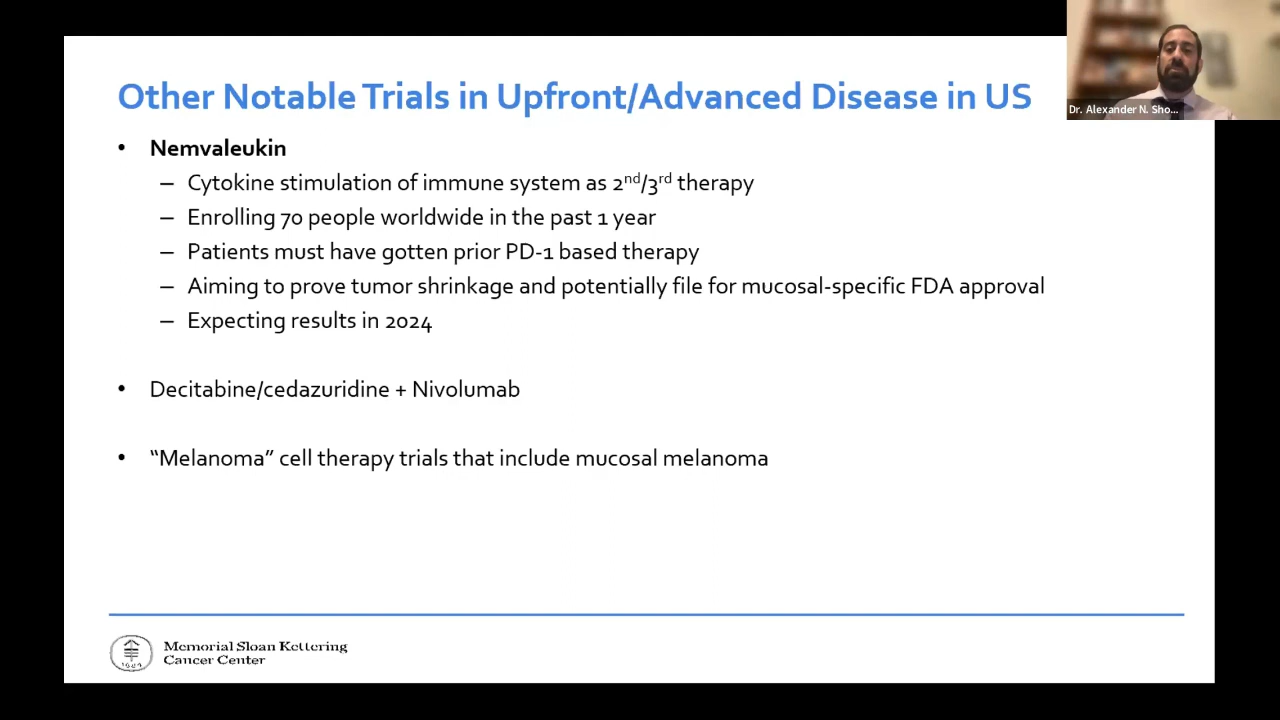 Other Notable Trials in Upfront/Advanced Disease in US
Dr. Alexander N. Sho...
• Nemvaleukin
– Cytokine stimulation of immune system as 2nd/3rd therapy
– Enrolling 70 people worldwide in the past 1 year
– Patients must have gotten prior PD-1 based therapy
– Aiming to prove tumor shrinkage and potentially file for mucosal-specific FDA approval
– Expecting results in 2024
• Decitabine/cedazuridine + Nivolumab
• “Melanoma” cell therapy trials that include mucosal melanoma
Memorial Sloan Kettering
Cancer Center